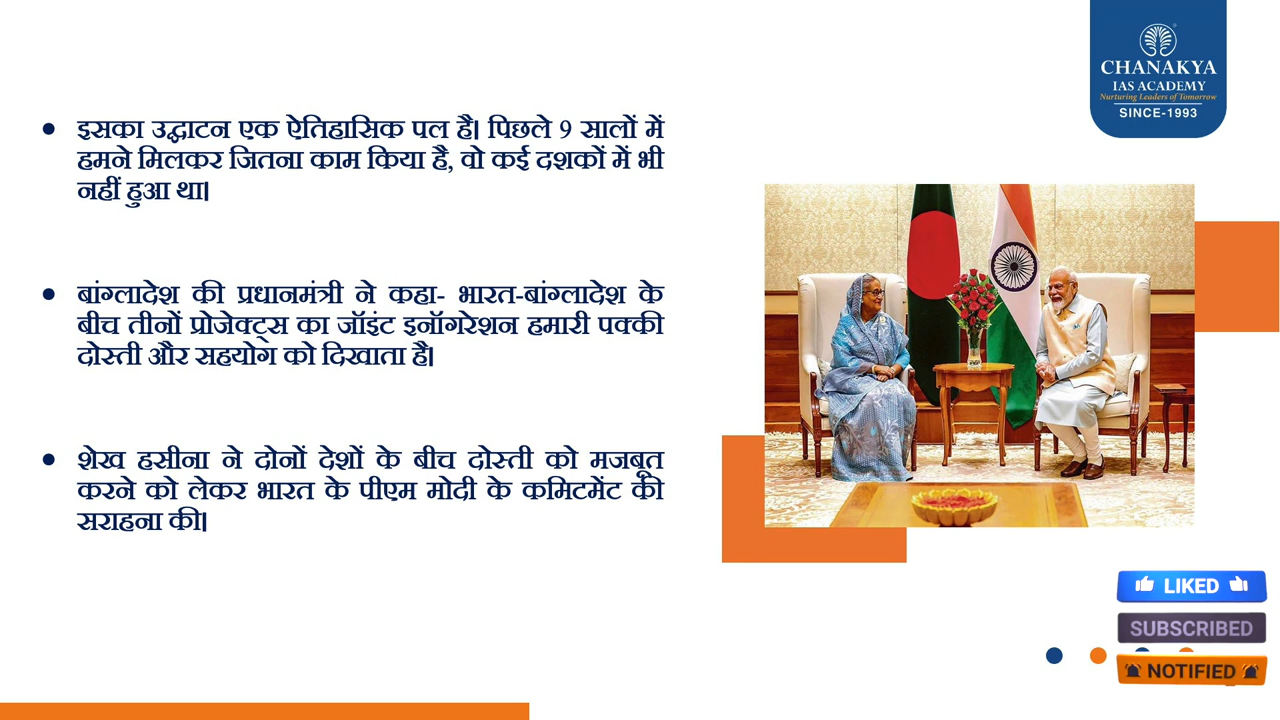 इसका उद्घाटन एक ऐतिहासिक पल है। पिछले 9 सालों में
हमने मिलकर जितना काम किया है, वो कई दशकों में भी
नहीं हुआ था।
बांग्लादेश की प्रधानमंत्री ने कहा- भारत-बांग्लादेश के
बीच तीनों प्रोजेक्ट्स का जॉइंट इनॉगरेशन हमारी पक्की
दोस्ती और सहयोग को दिखाता है।
शेख हसीना ने दोनों देशों के बीच दोस्ती को मजबूत
करने को लेकर भारत के पीएम मोदी के कमिटमेंट की
सराहना की।
CHANAKYA
IAS ACADEMY
Nurturing Leaders of Tomorrow
SINCE-1993
LIKED
SUBSCRIBED
NOTIFIED